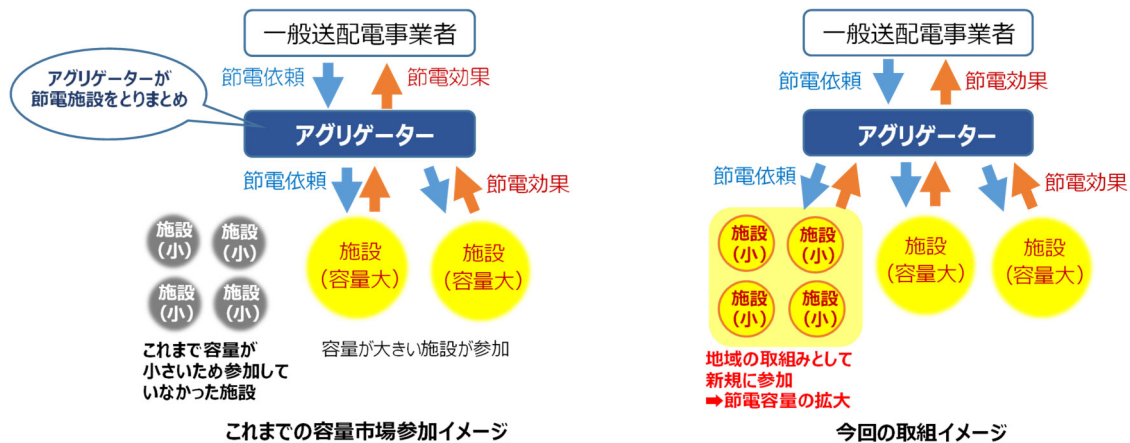 一般送配電事業者
アグリゲーターが
節電施設をとりまとめ
節電依頼
節電効果
アグリゲーター
節電依頼
節電効果
施設
(小)
施設
(小)
施設
(小)
施設
(小)
施設
(容量大)
施設
(容量大)
これまで容量が
小さいため参加して
いなかった施設
容量が大きい施設が参加
これまでの容量市場参加イメージ
一般送配電事業者
節電依頼
節電効果
アグリゲーター
節電依頼
節電効果
施設
(小)
施設
(小)
施設
(小)
施設
(小)
施設
(容量大)
施設
(容量大)
地域の取組みとして
新規に参加
➡節電容量の拡大
今回の取組イメージ